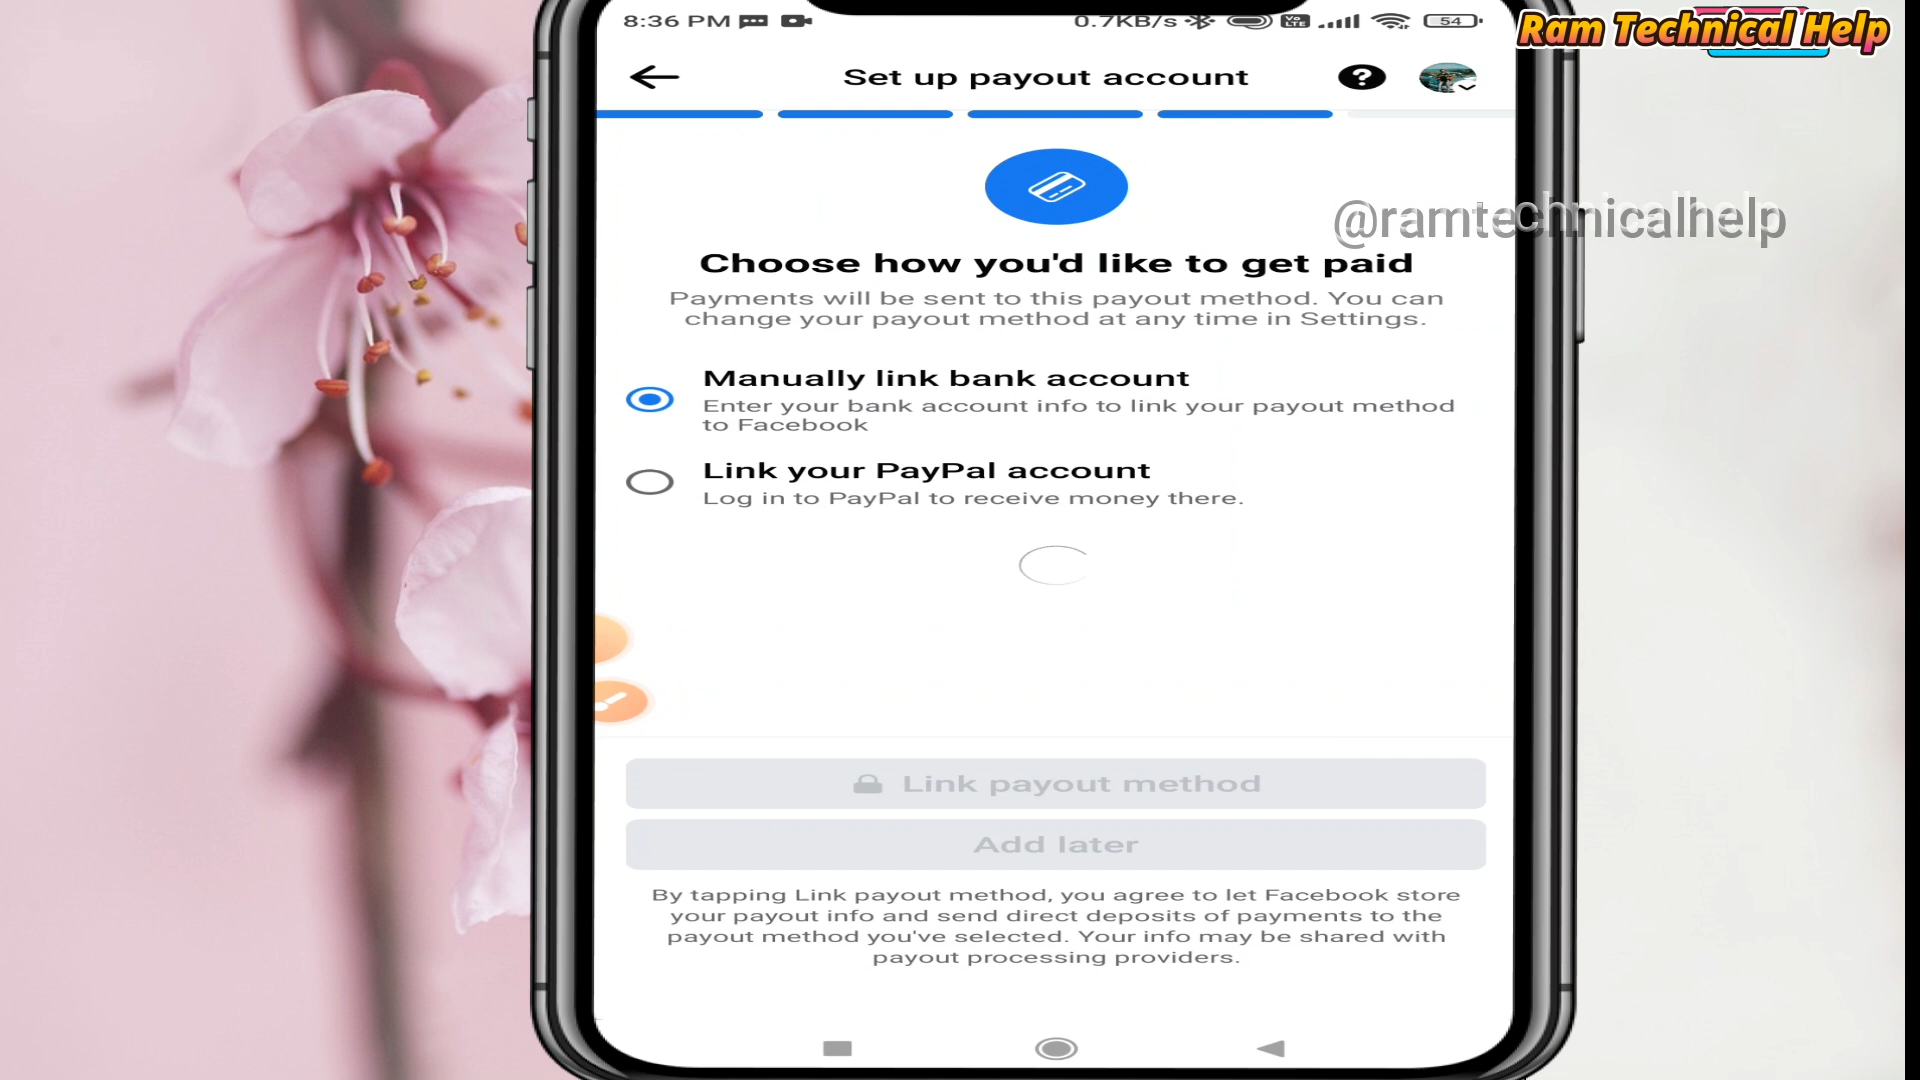 8:36 PM
0.7KB/s
Vo
LTE
54
Ram Technical Help
Set up payout account
?
@ramtechnicalhelp
Choose how you'd like to get paid
Payments will be sent to this payout method. You can
change your payout method at any time in Settings.
Manually link bank account
Enter your bank account info to link your payout method
to Facebook
Link your PayPal account
Log in to PayPal to receive money there.
Link payout method
Add later
By tapping Link payout method, you agree to let Facebook store
your payout info and send direct deposits of payments to the
payout method you've selected. Your info may be shared with
payout processing providers.